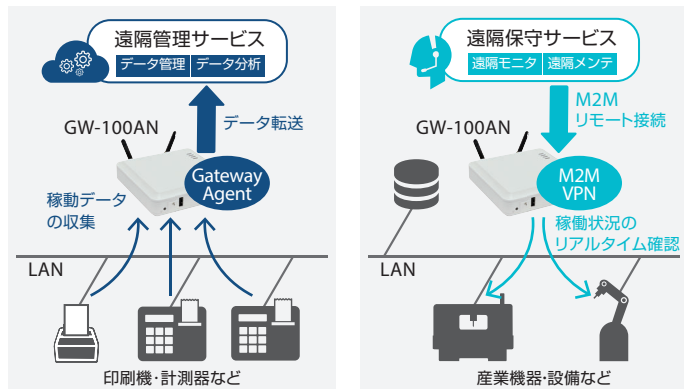 遠隔管理サービス
データ管理 データ分析
データ転送
GW-100AN
Gateway
Agent
稼動データ
の収集
LAN
印刷機・計測器など
遠隔保守サービス
遠隔モニタ 遠隔メンテ
M2M
リモート接続
GW-100AN
M2M
VPN
稼働状況の
リアルタイム確認
LAN
産業機器・設備など